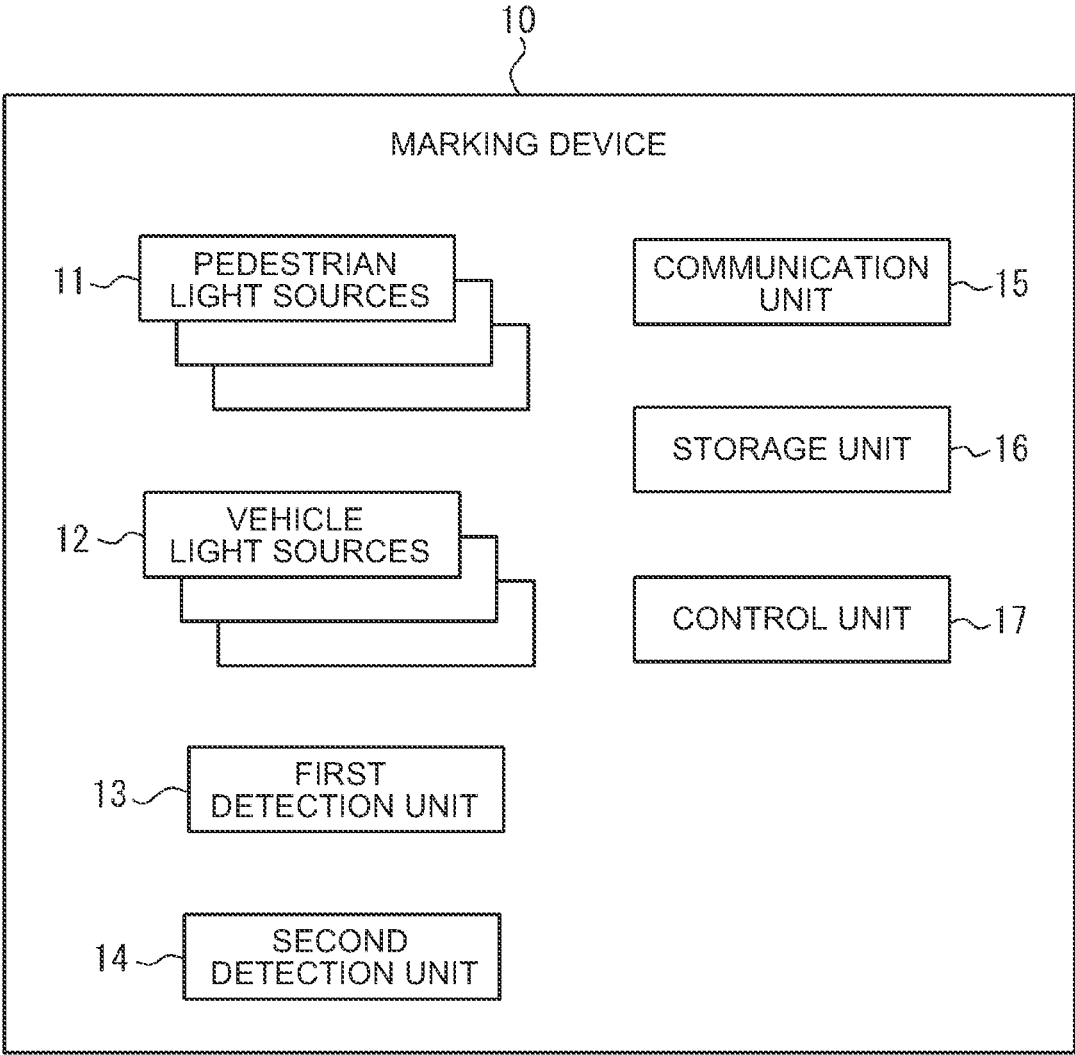 10
MARKING DEVICE
11
PEDESTRIAN
LIGHT SOURCES
12
VEHICLE
LIGHT SOURCES
13
FIRST
DETECTION UNIT
14
SECOND
DETECTION UNIT
COMMUNICATION
UNIT
15
STORAGE UNIT
16
CONTROL UNIT
17